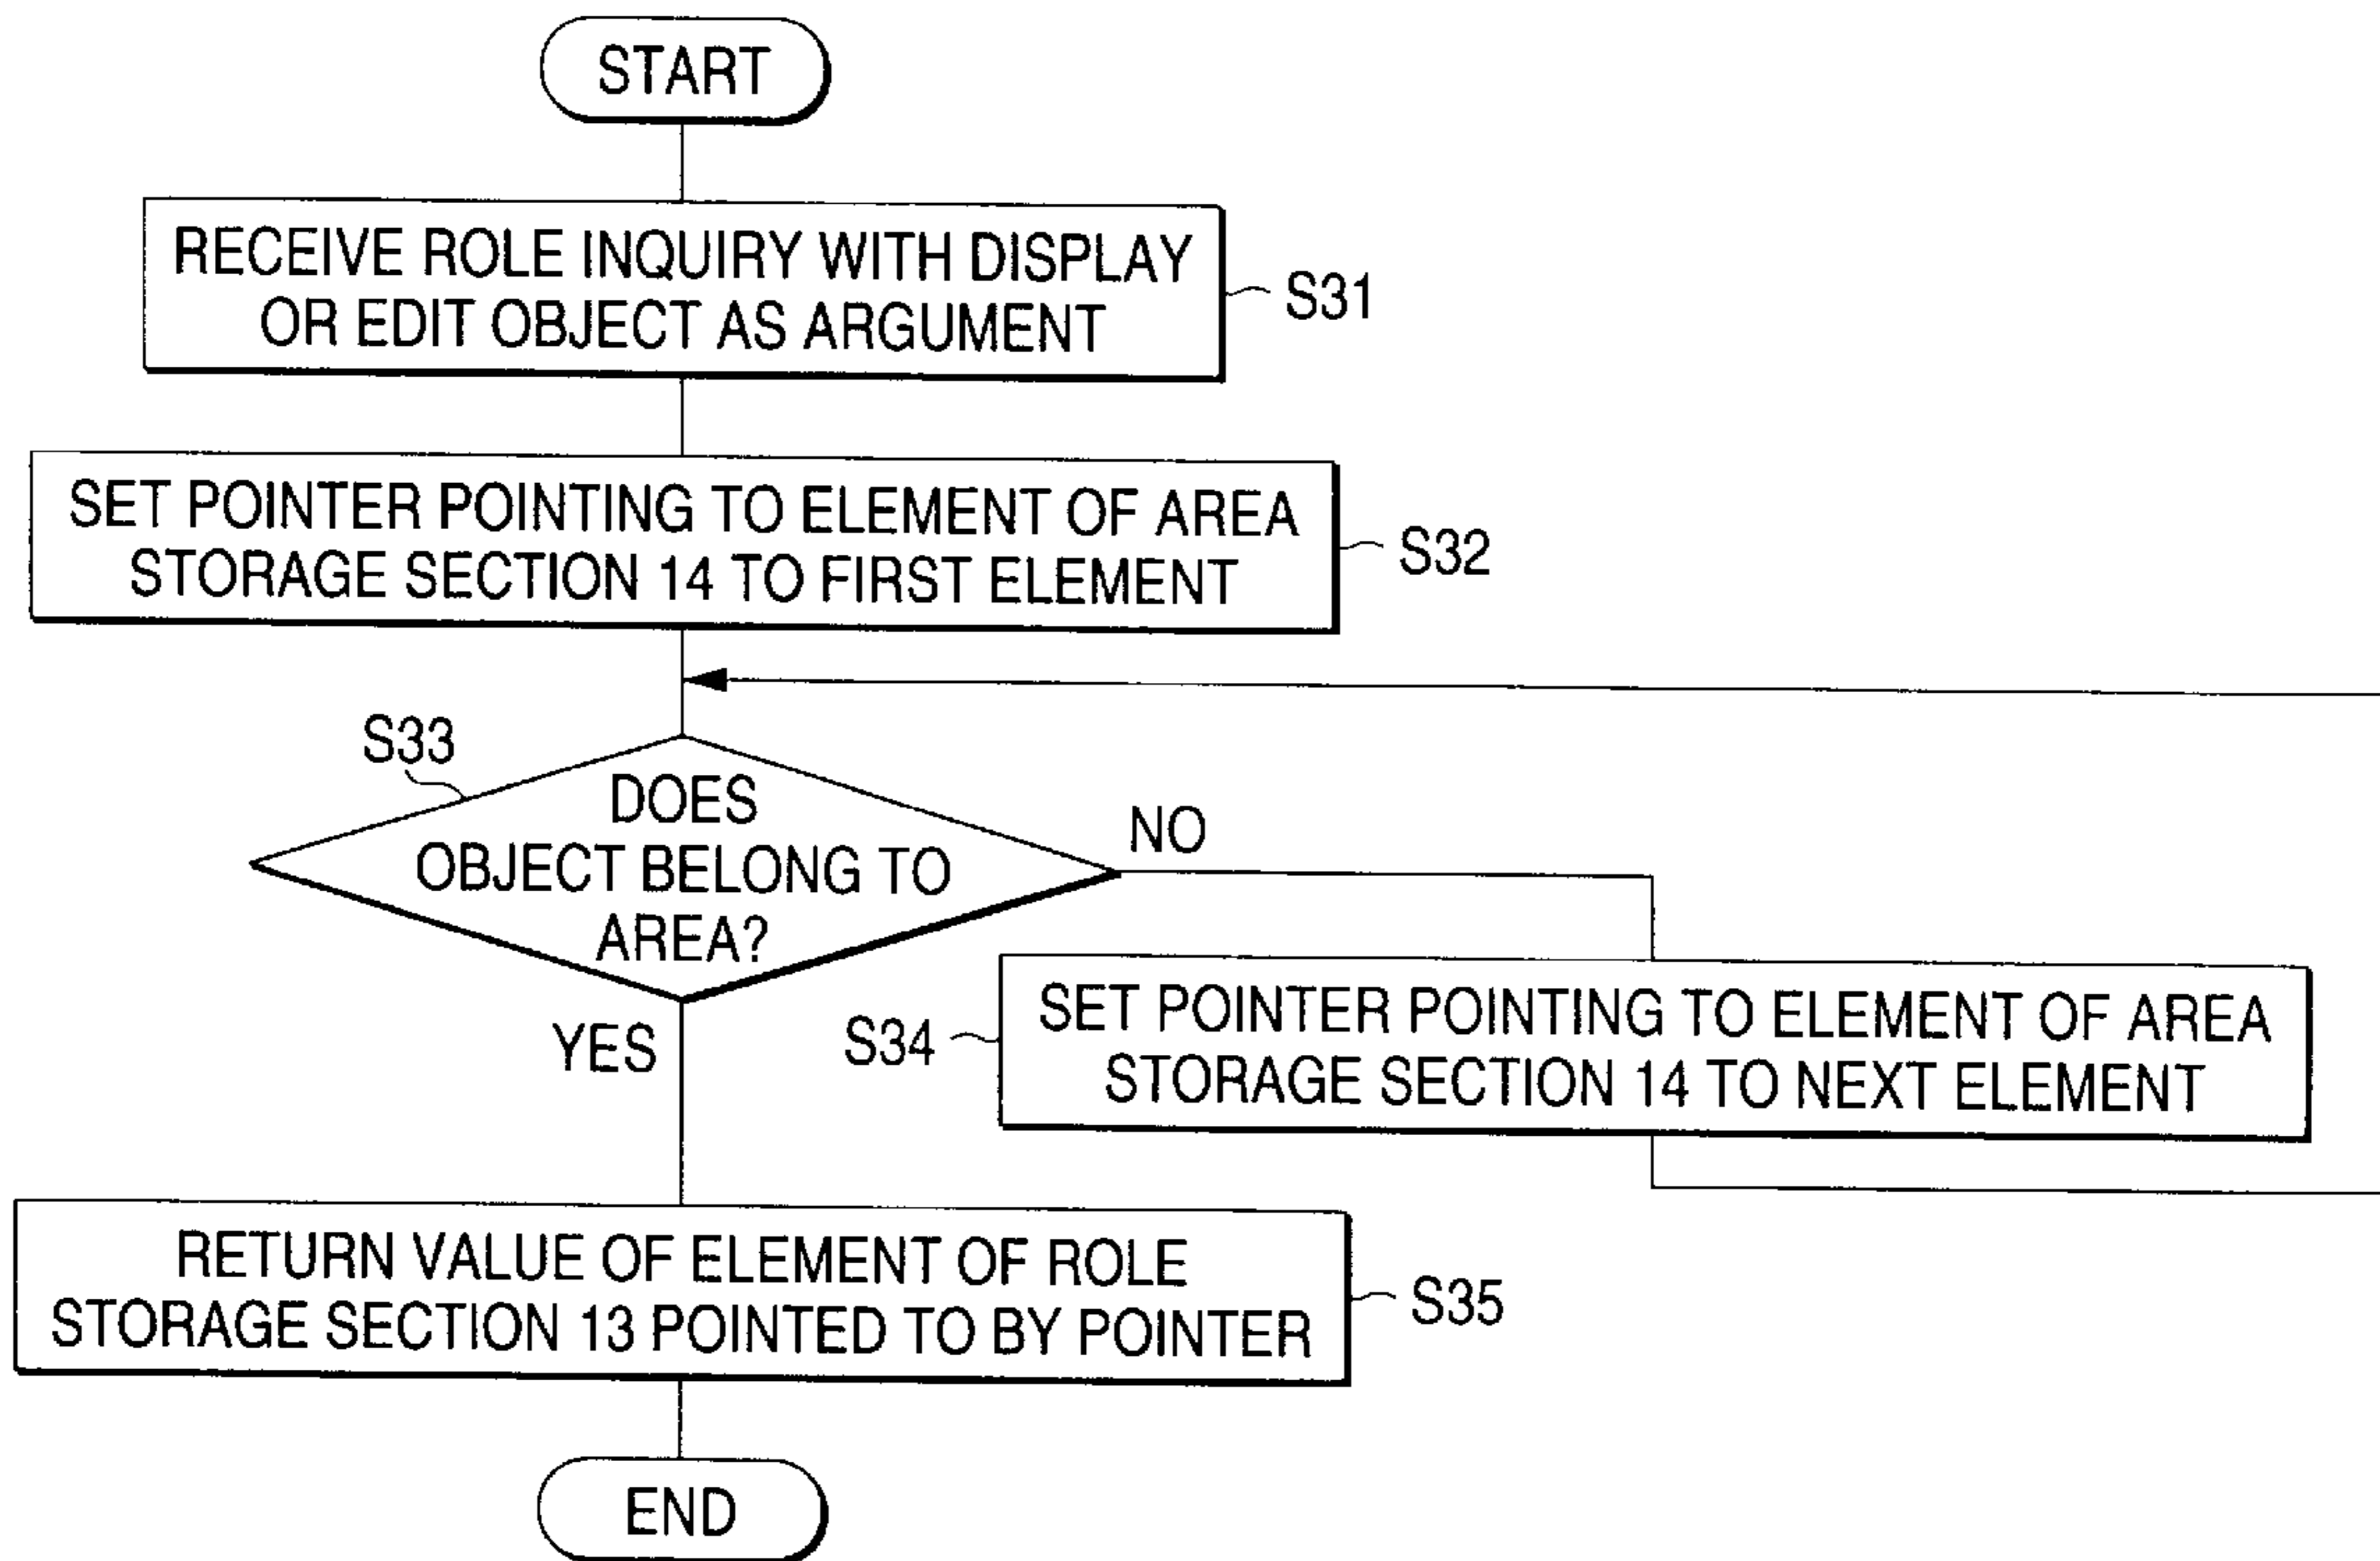 START
RECEIVE ROLE INQUIRY WITH DISPLAY
OR EDIT OBJECT AS ARGUMENT
S31
SET POINTER POINTING TO ELEMENT OF AREA
STORAGE SECTION 14 TO FIRST ELEMENT
S32
S33
DOES
OBJECT BELONG TO
AREA?
NO
YES
S34
SET POINTER POINTING TO ELEMENT OF AREA
STORAGE SECTION 14 TO NEXT ELEMENT
RETURN VALUE OF ELEMENT OF ROLE
STORAGE SECTION 13 POINTED TO BY POINTER
S35
END